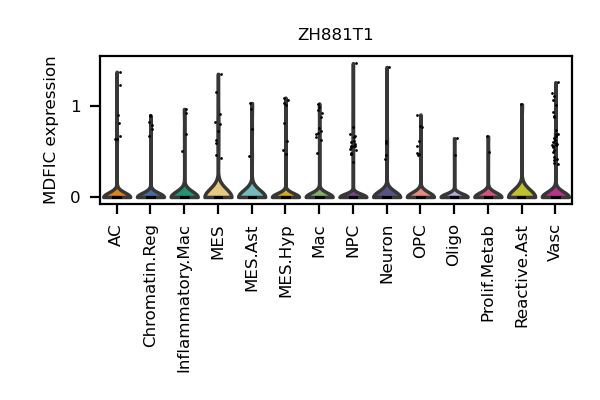 ZH881T1
MDFIC expression
1
0
AC
Chromatin.Reg
Inflammatory.Mac
MES
MES.Ast
MES.Hyp
Mac
NPC
Neuron
OPC
Oligo
Prolif.Metab
Reactive.Ast
Vasc